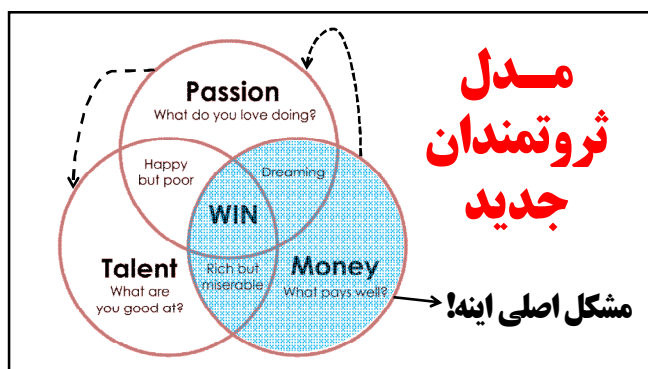 مدل
ثروتمندان
جدید
Passion
What do you love doing?
Happy
but poor
Dreaming
WIN
Talent
What are
you good at?
Rich but
miserable
Money
What pays well?
مشکل اصلی اینه!